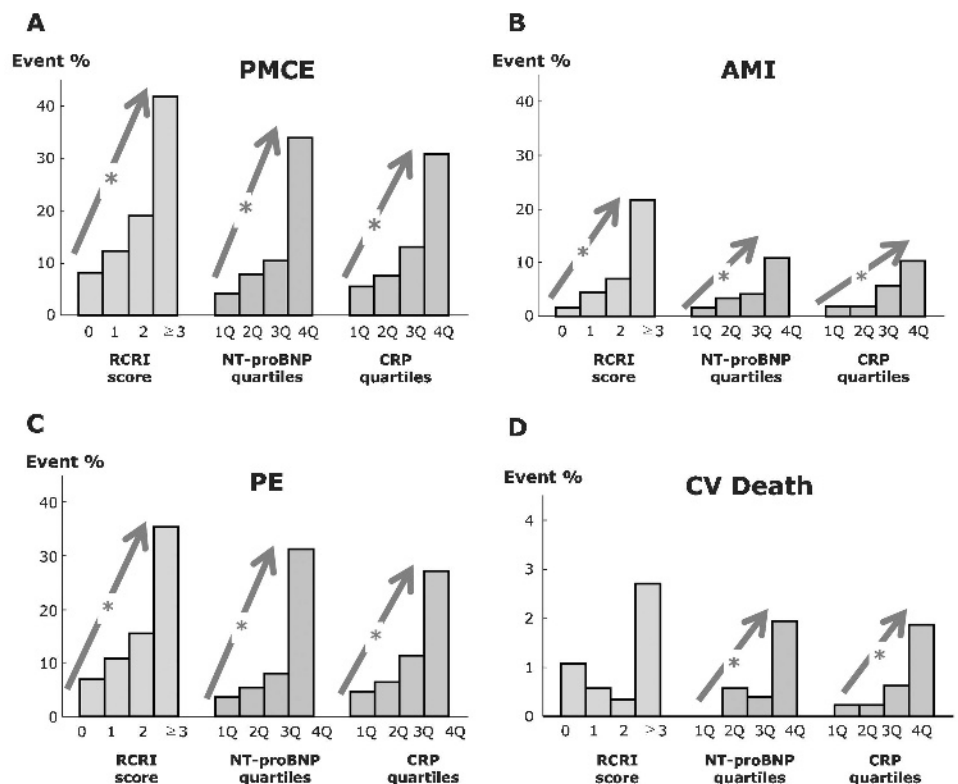 A
Event %
PMCE
40
30
20
10
0
0 1 2 ≥3
RCRI
score
*
1Q 2Q 3Q 4Q
NT-proBNP
quartiles
*
1Q 2Q 3Q 4Q
CRP
quartiles
*
B
Event %
AMI
40
30
20
10
0
0 1 2 ≥3
RCRI
score
*
1Q 2Q 3Q 4Q
NT-proBNP
quartiles
*
1Q 2Q 3Q 4Q
CRP
quartiles
*
C
Event %
PE
40
30
20
10
0
0 1 2 ≥3
RCRI
score
*
1Q 2Q 3Q 4Q
NT-proBNP
quartiles
*
1Q 2Q 3Q 4Q
CRP
quartiles
*
D
Event %
CV Death
4
3
2
1
0
0 1 2 >3
RCRI
score
1Q 2Q 3Q 4Q
NT-proBNP
quartiles
*
1Q 2Q 3Q 4Q
CRP
quartiles
*